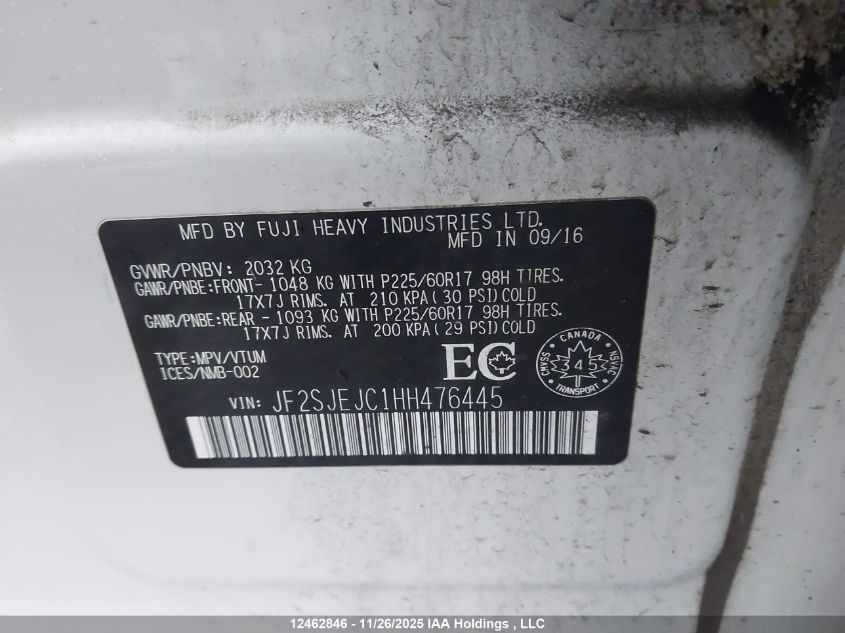 MFD BY FUJI HEAVY INDUSTRIES LTD.
MFD IN 09/16
GVWR/PNBV: 2032 KG
GAWR/PNBE:FRONT- 1048 KG WITH P225/60R17 98H TIRES.
17X7J RIMS. AT 210 KPA( 30 PSI)COLD
GAWR/PNBE:REAR - 1093 KG WITH P225/60R17 98H TIRES.
17X7J RIMS. AT 200 KPA( 29 PSI)COLD
TYPE:MPV/VTUM
ICES/NMB-002
EC
CANADA
CMVSS 345 NSVAC
TRANSPORT
VIN: JF2SJEJC1HH476445
12462846 - 11/26/2025 IAA Holdings , LLC